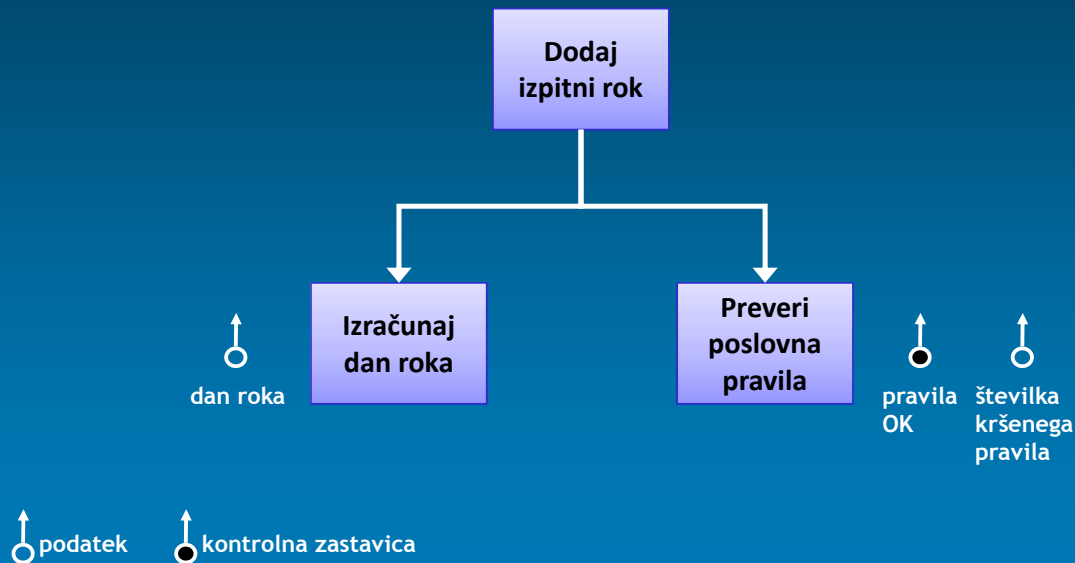 Dodaj
izpitni rok
Izračunaj
dan roka
Preveri
poslovna
pravila
dan roka
pravila
OK
številka
kršenega
pravila
podatek
kontrolna zastavica